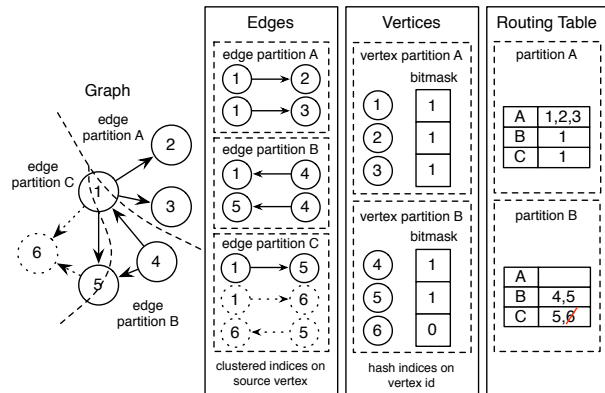 Graph
edge
partition A
edge
partition C
edge
partition B
1
2
3
4
5
6
Edges
edge partition A
1 2
1 3
edge partition B
1 4
5 4
edge partition C
1 5
1 6
6 5
clustered indices on
source vertex
Vertices
vertex partition A
bitmask
1 1
2 1
3 1
vertex partition B
bitmask
4 1
5 1
6 0
hash indices on
vertex id
Routing Table
partition A
A 1,2,3
B 1
C 1
partition B
A
B 4,5
C 5,6